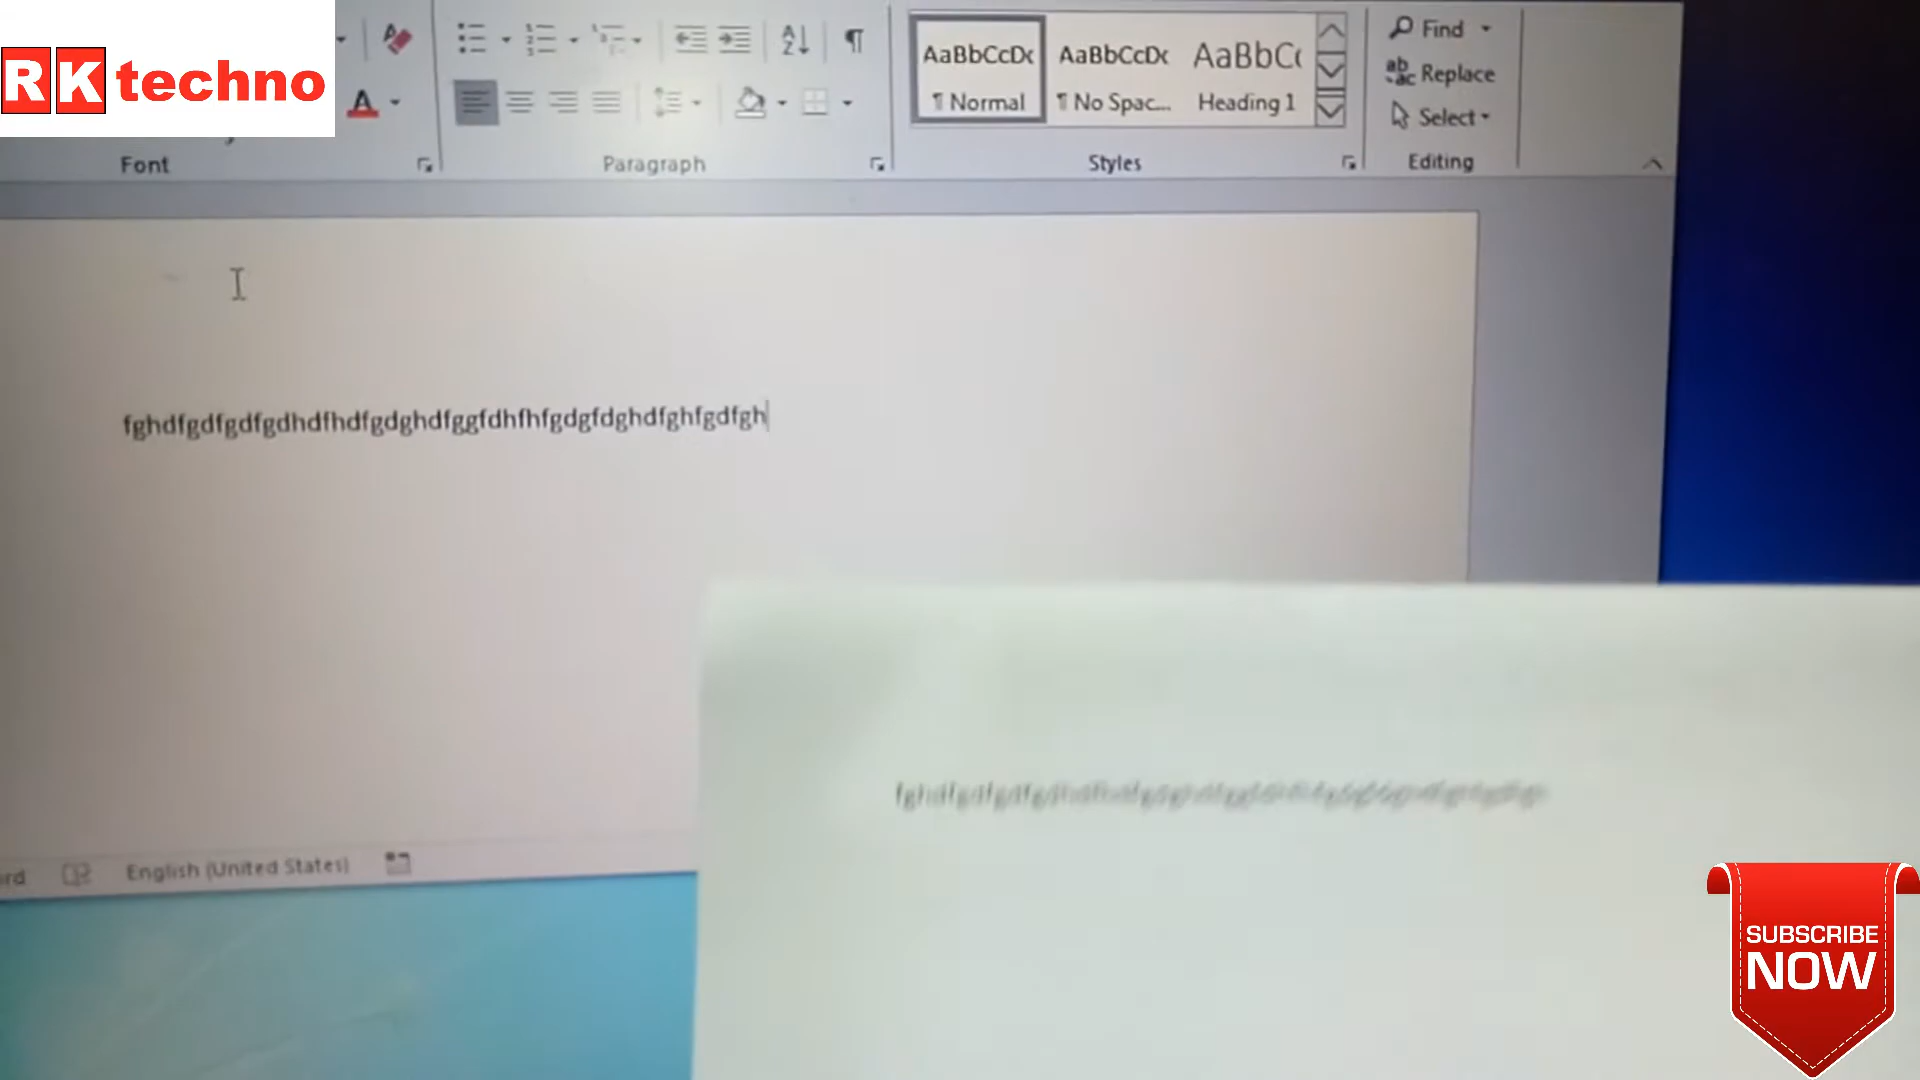 RK techno
AaBbCcDc AaBbCcDc AaBbC
¶ Normal ¶ No Spac... Heading 1
Find
Replace
Select
Font Paragraph Styles Editing
fghdfgdfgdfgdhdfhdfgdghdfggfdhfhfgdgfdghdfghfgdfgh
English (United States)
SUBSCRIBE
NOW